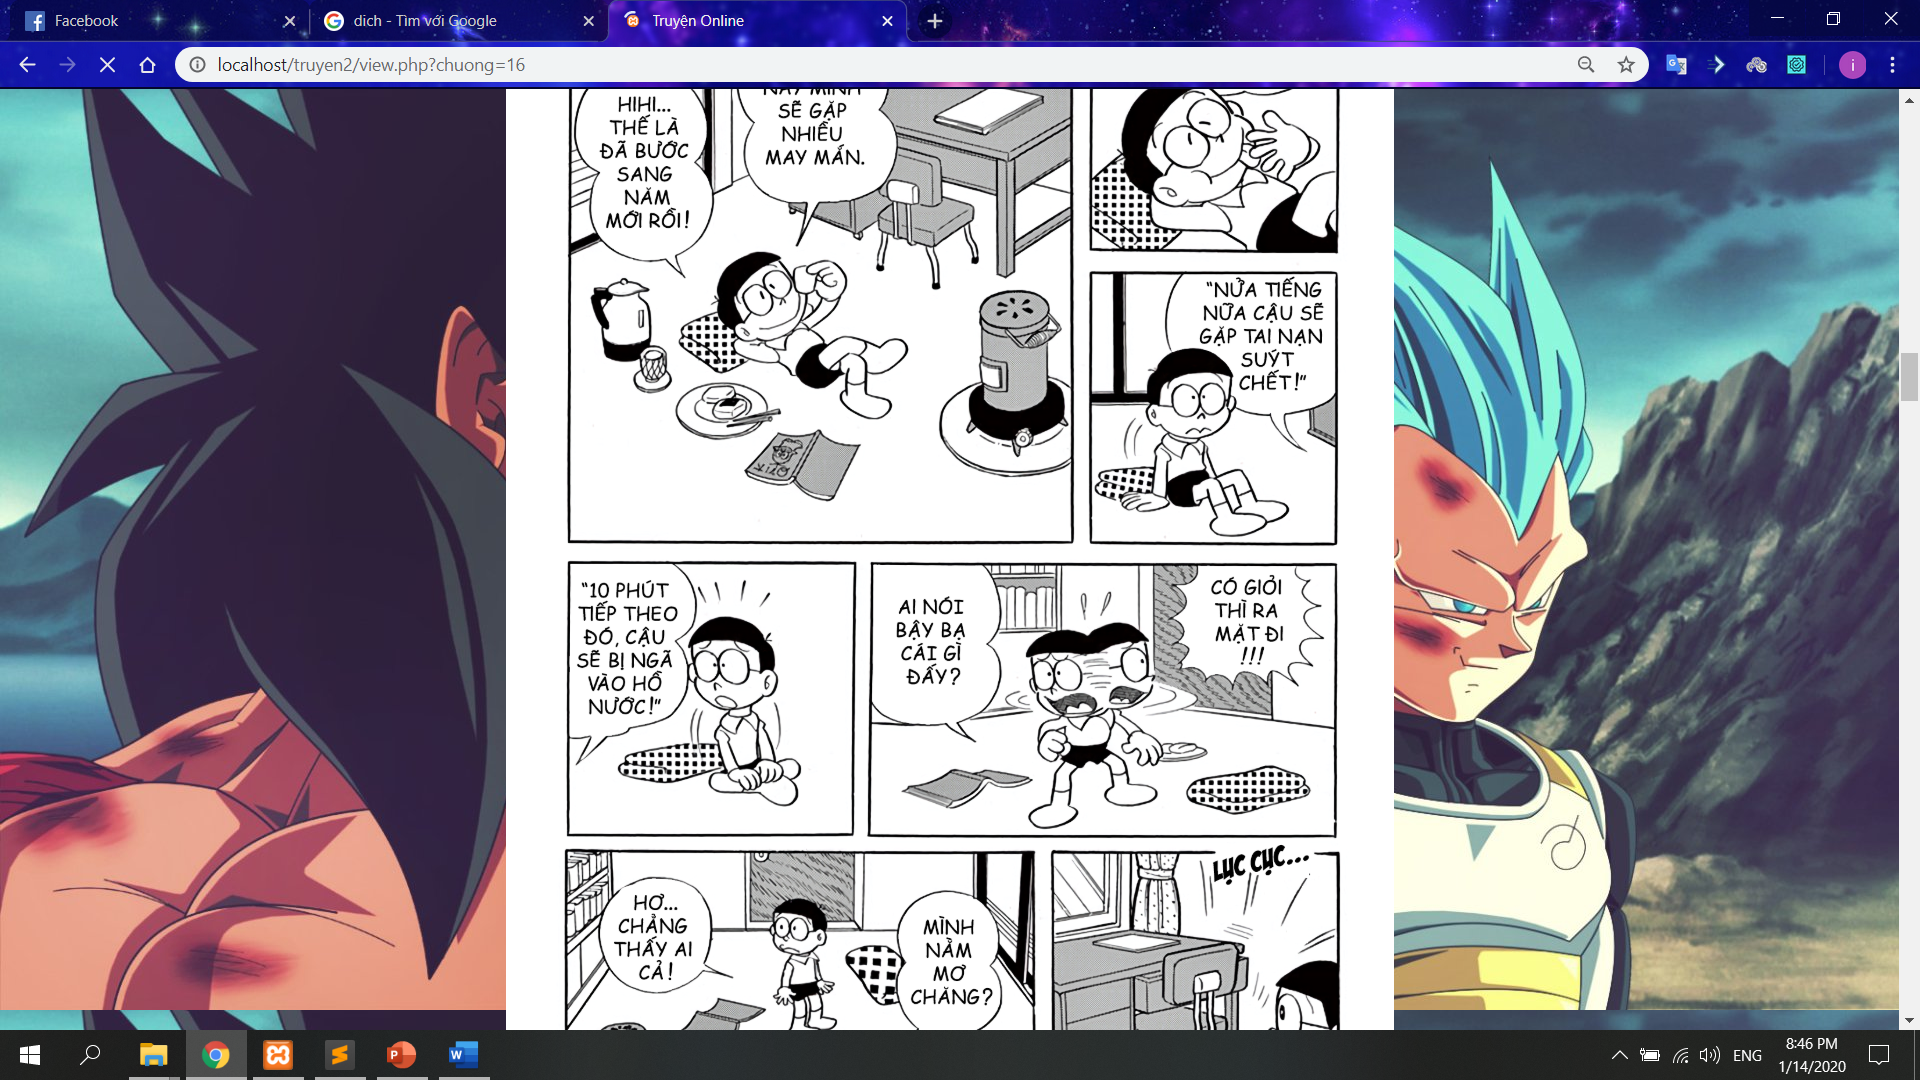 Facebook
dich - Tìm với Google
Truyện Online
localhost/truyen2/view.php?chuong=16
HIHI...
THẾ LÀ
ĐÃ BƯỚC
SANG
NĂM
MỚI RỒI!
NAY MÌNH
SẼ GẶP
NHIỀU
MAY MẮN.
"NỬA TIẾNG
NỮA CẬU SẼ
GẶP TAI NẠN
SUÝT
CHẾT!"
"10 PHÚT
TIẾP THEO
ĐÓ, CẬU
SẼ BỊ NGÃ
VÀO HỒ
NƯỚC!"
AI NÓI
BẬY BẠ
CÁI GÌ
ĐẤY?
CÓ GIỎI
THÌ RA
MẶT ĐI
!!!
HƠ...
CHẲNG
THẤY AI
CẢ!
MÌNH
NẰM
MƠ
CHĂNG?
LỤC CỤC...
ENG
8:46 PM
1/14/2020